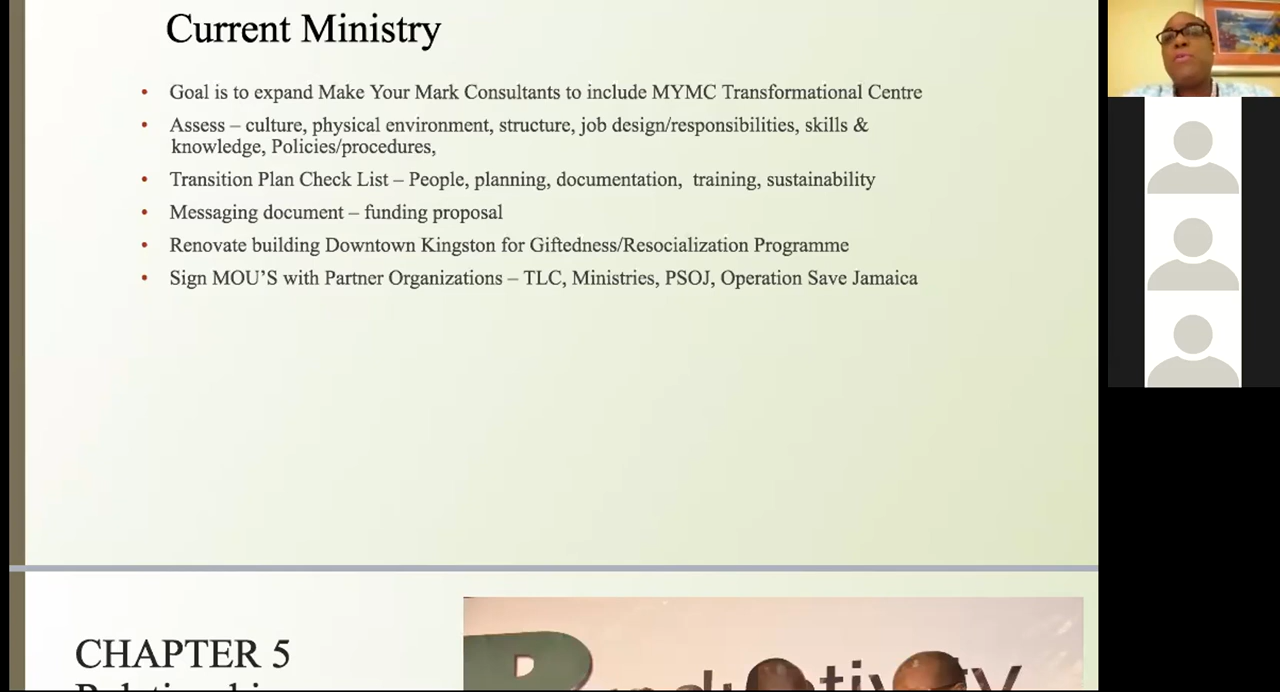 Current Ministry
• Goal is to expand Make Your Mark Consultants to include MYMC Transformational Centre
• Assess – culture, physical environment, structure, job design/responsibilities, skills &
knowledge, Policies/procedures,
• Transition Plan Check List – People, planning, documentation, training, sustainability
• Messaging document – funding proposal
• Renovate building Downtown Kingston for Giftedness/Resocialization Programme
• Sign MOU'S with Partner Organizations – TLC, Ministries, PSOJ, Operation Save Jamaica
CHAPTER 5